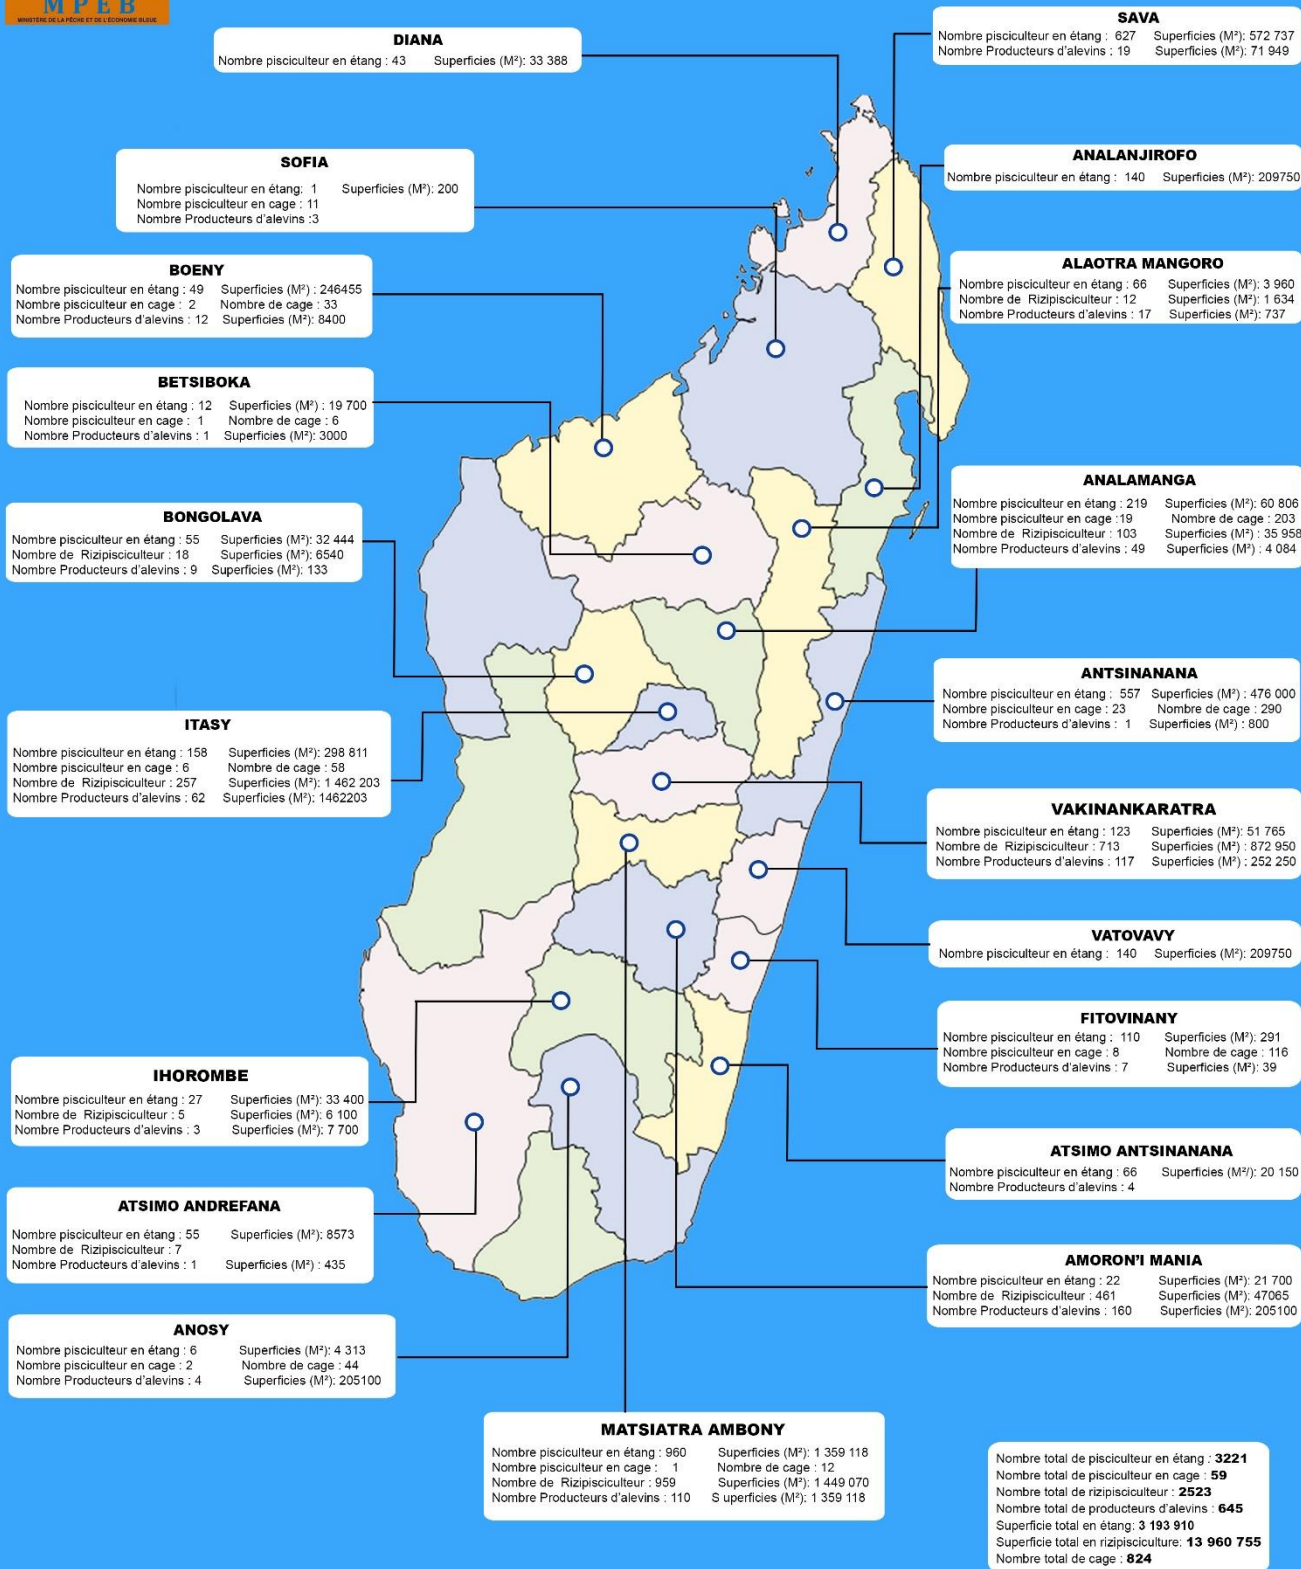 MPEB
MINISTÈRE DE LA PÊCHE ET DE L'ÉCONOMIE BLEUE
DIANA
Nombre pisciculteur en étang : 43 Superficies (M²): 33 388
SAVA
Nombre pisciculteur en étang : 627 Superficies (M²): 572 737
Nombre Producteurs d'alevins : 19 Superficies (M²): 71 949
SOFIA
Nombre pisciculteur en étang: 1 Superficies (M²): 200
Nombre pisciculteur en cage : 11
Nombre Producteurs d'alevins :3
ANALANJIROFO
Nombre pisciculteur en étang : 140 Superficies (M²): 209750
BOENY
Nombre pisciculteur en étang : 49 Superficies (M²) : 246455
Nombre pisciculteur en cage : 2 Nombre de cage : 33
Nombre Producteurs d'alevins : 12 Superficies (M²): 8400
ALAOTRA MANGORO
Nombre pisciculteur en étang : 66 Superficies (M²): 3 960
Nombre de Rizipisciculteur : 12 Superficies (M²): 1 634
Nombre Producteurs d'alevins : 17 Superficies (M²): 737
BETSIBOKA
Nombre pisciculteur en étang : 12 Superficies (M²) : 19 700
Nombre pisciculteur en cage : 1 Nombre de cage : 6
Nombre Producteurs d'alevins : 1 Superficies (M²): 3000
ANALAMANGA
Nombre pisciculteur en étang : 219 Superficies (M²): 60 806
Nombre pisciculteur en cage :19 Nombre de cage : 203
Nombre de Rizipisciculteur : 103 Superficies (M²) : 35 958
Nombre Producteurs d'alevins : 49 Superficies (M²) : 4 084
BONGOLAVA
Nombre pisciculteur en étang : 55 Superficies (M²): 32 444
Nombre de Rizipisciculteur : 18 Superficies (M²): 6540
Nombre Producteurs d'alevins : 9 Superficies (M²): 133
ANTSINANANA
Nombre pisciculteur en étang : 557 Superficies (M²) : 476 000
Nombre pisciculteur en cage: 23 Nombre de cage : 290
Nombre Producteurs d'alevins : 1 Superficies (M²) : 800
ITASY
Nombre pisciculteur en étang : 158 Superficies (M²): 298 811
Nombre pisciculteur en cage : 6 Nombre de cage : 58
Nombre de Rizipisciculteur : 257 Superficies (M²) : 1 462 203
Nombre Producteurs d'alevins : 62 Superficies (M²): 1462203
VAKINANKARATRA
Nombre pisciculteur en étang : 123 Superficies (M²): 51 765
Nombre de Rizipisciculteur : 713 Superficies (M²) : 872 950
Nombre Producteurs d'alevins : 117 Superficies (M²) : 252 250
VATOVAVY
Nombre pisciculteur en étang : 140 Superficies (M²): 209750
FITOVINANY
Nombre pisciculteur en étang : 110 Superficies (M²): 291
Nombre pisciculteur en cage : 8 Nombre de cage : 116
Nombre Producteurs d'alevins : 7 Superficies (M²): 39
IHOROMBE
Nombre pisciculteur en étang : 27 Superficies (M²): 33 400
Nombre de Rizipisciculteur : 5 Superficies (M²): 6 100
Nombre Producteurs d'alevins : 3 Superficies (M²): 7 700
ATSIMO ANTSINANANA
Nombre pisciculteur en étang : 66 Superficies (M²/): 20 150
Nombre Producteurs d'alevins : 4
ATSIMO ANDREFANA
Nombre pisciculteur en étang : 55 Superficies (M²): 8573
Nombre de Rizipisciculteur : 7
Nombre Producteurs d'alevins : 1 Superficies (M²) : 435
AMORON'I MANIA
Nombre pisciculteur en étang : 22 Superficies (M²): 21 700
Nombre de Rizipisciculteur : 461 Superficies (M²): 47065
Nombre Producteurs d'alevins : 160 Superficies (M²): 205100
ANOSY
Nombre pisciculteur en étang : 6 Superficies (M²): 4 313
Nombre pisciculteur en cage : 2 Nombre de cage : 44
Nombre Producteurs d'alevins : 4 Superficies (M²): 205100
MATSIATRA AMBONY
Nombre pisciculteur en étang : 960 Superficies (M²): 1 359 118
Nombre pisciculteur en cage : 1 Nombre de cage : 12
Nombre de Rizipisciculteur : 959 Superficies (M²): 1 449 070
Nombre Producteurs d'alevins : 110 S uperficies (M²): 1 359 118
Nombre total de pisciculteur en étang : 3221
Nombre total de pisciculteur en cage : 59
Nombre total de rizipisciculteur : 2523
Nombre total de producteurs d'alevins : 645
Superficie total en étang: 3 193 910
Superficie total en rizipisciculture: 13 960 755
Nombre total de cage : 824